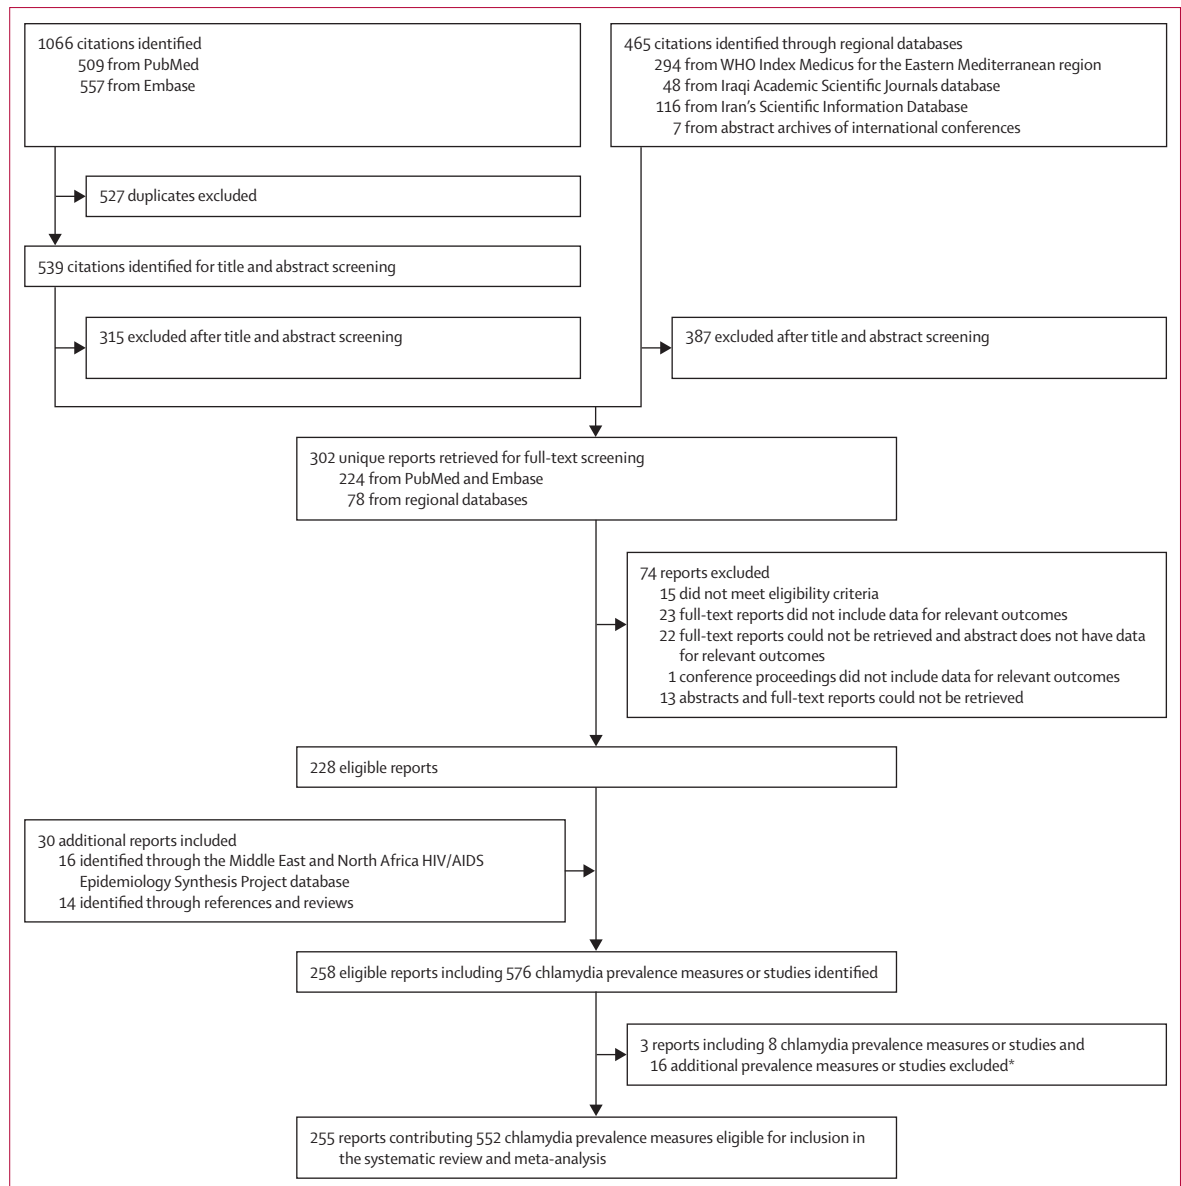 1066 citations identified
509 from PubMed
557 from Embase
465 citations identified through regional databases
294 from WHO Index Medicus for the Eastern Mediterranean region
48 from Iraqi Academic Scientific Journals database
116 from Iran's Scientific Information Database
7 from abstract archives of international conferences
527 duplicates excluded
539 citations identified for title and abstract screening
315 excluded after title and abstract screening
387 excluded after title and abstract screening
302 unique reports retrieved for full-text screening
224 from PubMed and Embase
78 from regional databases
74 reports excluded
15 did not meet eligibility criteria
23 full-text reports did not include data for relevant outcomes
22 full-text reports could not be retrieved and abstract does not have data
for relevant outcomes
1 conference proceedings did not include data for relevant outcomes
13 abstracts and full-text reports could not be retrieved
228 eligible reports
30 additional reports included
16 identified through the Middle East and North Africa HIV/AIDS
Epidemiology Synthesis Project database
14 identified through references and reviews
258 eligible reports including 576 chlamydia prevalence measures or studies identified
3 reports including 8 chlamydia prevalence measures or studies and
16 additional prevalence measures or studies excluded*
255 reports contributing 552 chlamydia prevalence measures eligible for inclusion in
the systematic review and meta-analysis